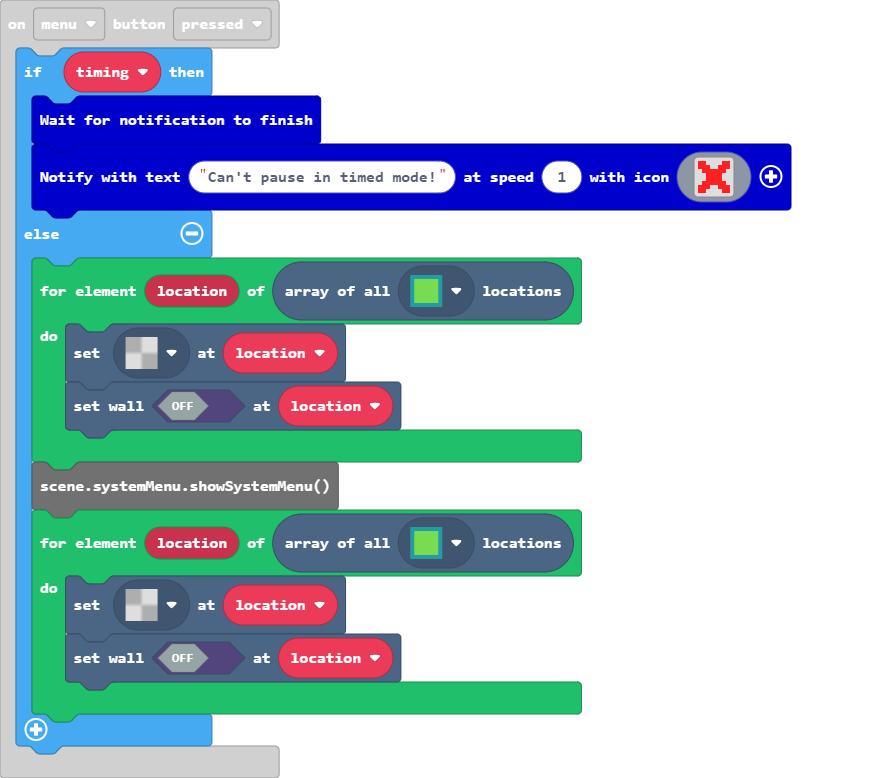 on menu button pressed
if timing then
Wait for notification to finish
Notify with text "Can't pause in timed mode!" at speed 1 with icon
else
for element location of array of all locations
do
set at location
set wall OFF at location
scene.systemMenu.showSystemMenu()
for element location of array of all locations
do
set at location
set wall OFF at location